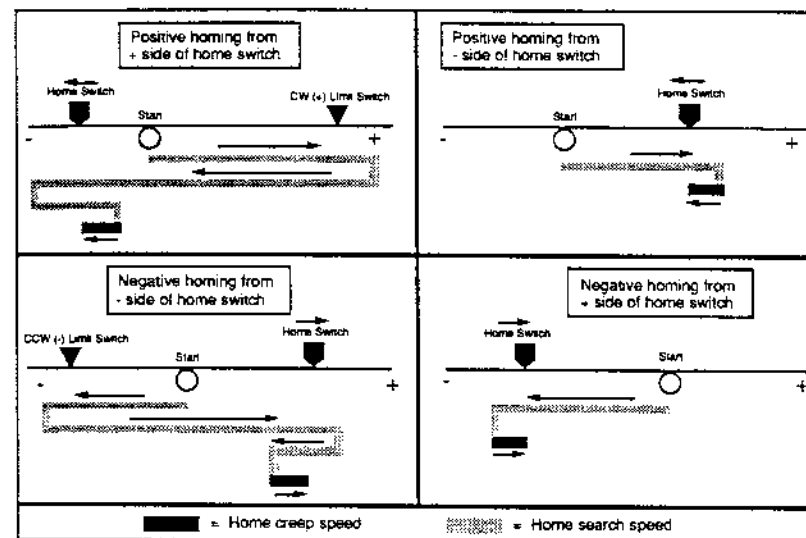 Positive homing from
+ side of home switch
Home Switch
CW (+) Limit Switch
Start
-
+
Positive homing from
- side of home switch
Home Switch
Start
-
+
Negative homing from
- side of home switch
CCW (-) Limit Switch
Home Switch
Start
-
+
Negative homing from
+ side of home switch
Home Switch
Start
-
+
= Home creep speed
= Home search speed